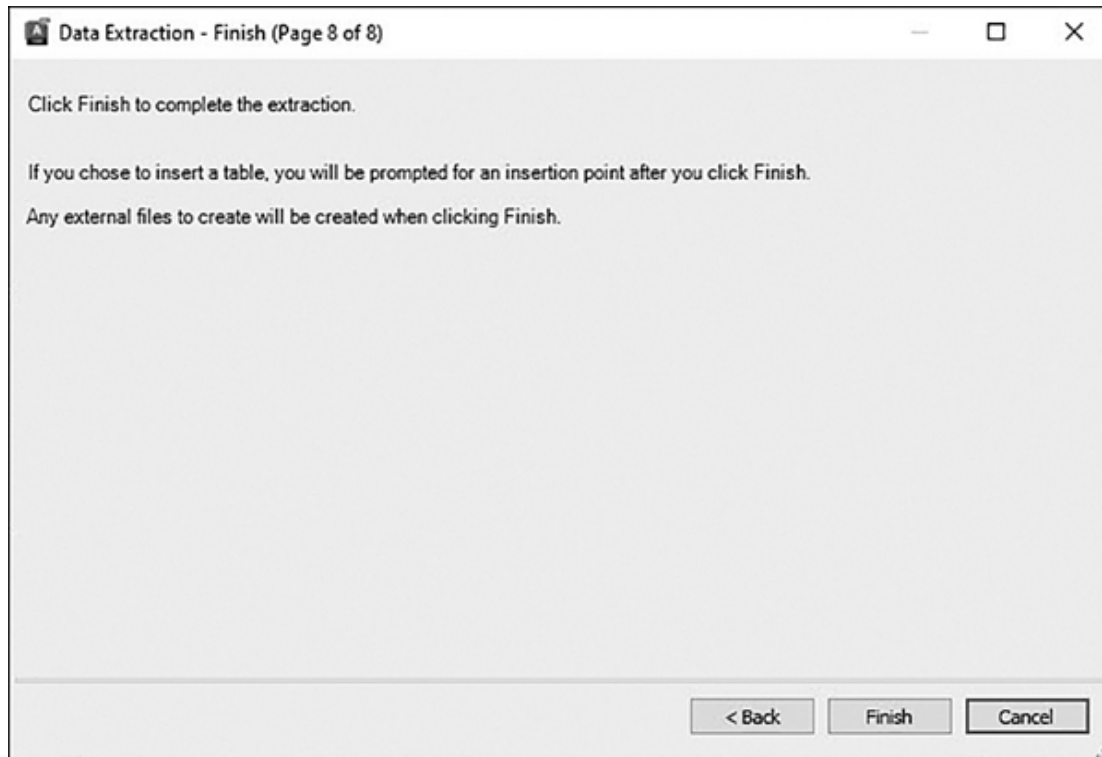 Data Extraction - Finish (Page 8 of 8)
Click Finish to complete the extraction.
If you chose to insert a table, you will be prompted for an insertion point after you click Finish.
Any external files to create will be created when clicking Finish.
< Back Finish Cancel